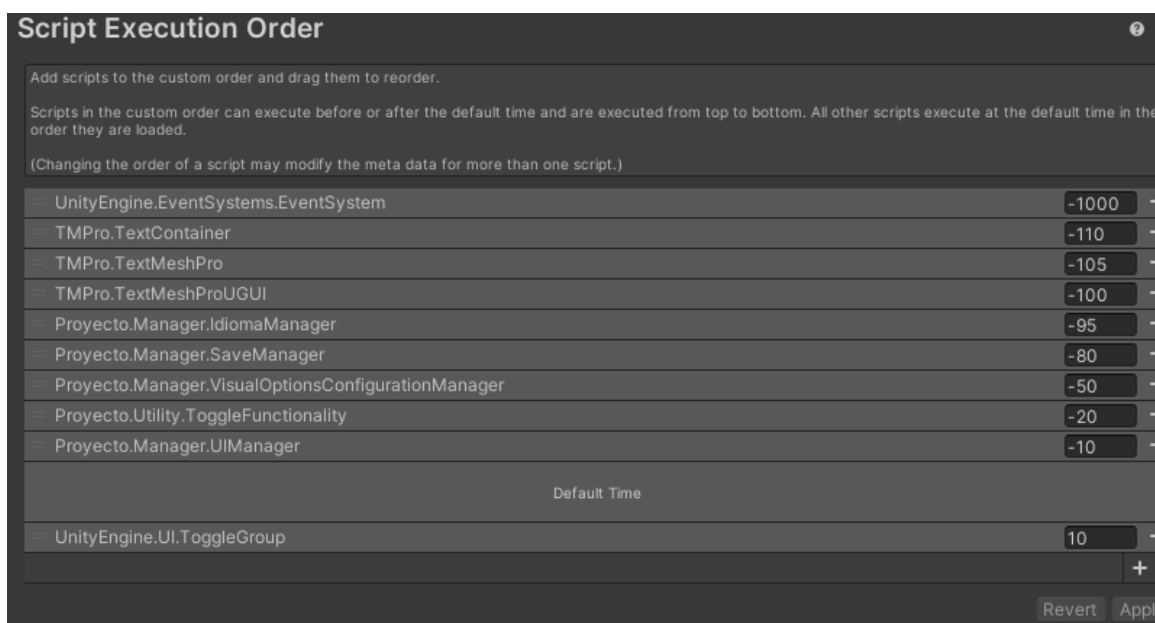 Script Execution Order
Add scripts to the custom order and drag them to reorder.
Scripts in the custom order can execute before or after the default time and are executed from top to bottom. All other scripts execute at the default time in the
order they are loaded.
(Changing the order of a script may modify the meta data for more than one script.)
UnityEngine.EventSystems.EventSystem -1000
TMPro.TextContainer -110
TMPro.TextMeshPro -105
TMPro.TextMeshProUGUI -100
Proyecto.Manager.IdiomaManager -95
Proyecto.Manager.SaveManager -80
Proyecto.Manager.VisualOptionsConfigurationManager -50
Proyecto.Utility.ToggleFunctionality -20
Proyecto.Manager.UIManager -10
Default Time
UnityEngine.UI.ToggleGroup 10
+
Revert Appl